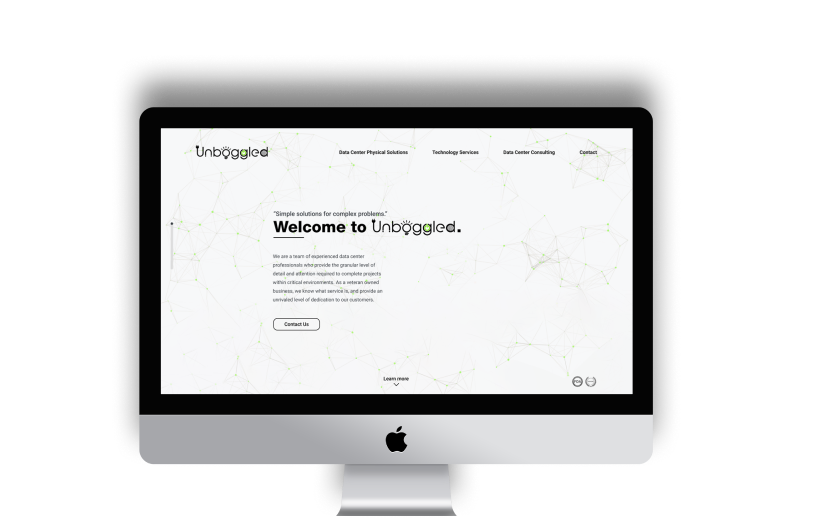 Unboggled
Data Center Physical Solutions
Technology Services
Data Center Consulting
Contact
"Simple solutions for complex problems."
Welcome to Unboggled.
We are a team of experienced data center
professionals who provide the granular level of
detail and attention required to complete projects
within critical environments. As a veteran owned
business, we know what service is, and provide an
unrivaled level of dedication to our customers.
Contact Us
Learn more